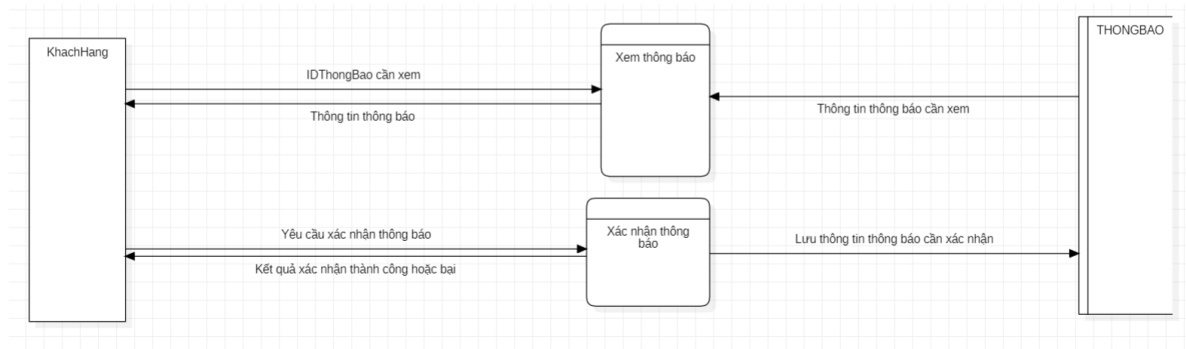 KhachHang
IDThongBao cần xem
Thông tin thông báo
Xem thông báo
Thông tin thông báo cần xem
THONGBAO
Yêu cầu xác nhận thông báo
Kết quả xác nhận thành công hoặc bại
Xác nhận thông
báo
Lưu thông tin thông báo cần xác nhận